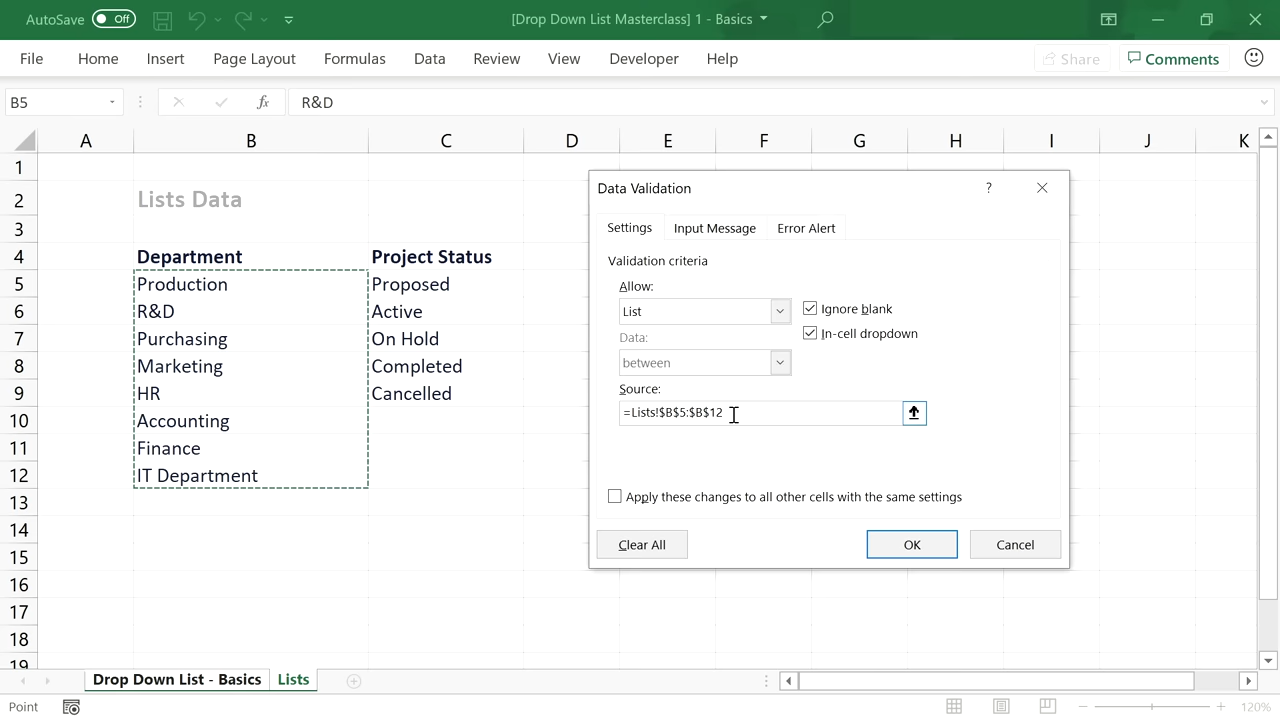 AutoSave Off [Drop Down List Masterclass] 1 - Basics
File Home Insert Page Layout Formulas Data Review View Developer Help Share Comments
B5 fx R&D
A B C D E F G H I J K
1
2 Lists Data
3
4 Department Project Status
5 Production Proposed
6 R&D Active
7 Purchasing On Hold
8 Marketing Completed
9 HR Cancelled
10 Accounting
11 Finance
12 IT Department
13
14
15
16
17
18
19
Data Validation ?
Settings Input Message Error Alert
Validation criteria
Allow:
List Ignore blank
Data: In-cell dropdown
between
Source:
=Lists!$B$5:$B$12
Apply these changes to all other cells with the same settings
Clear All OK Cancel
Drop Down List - Basics Lists
Point 120%